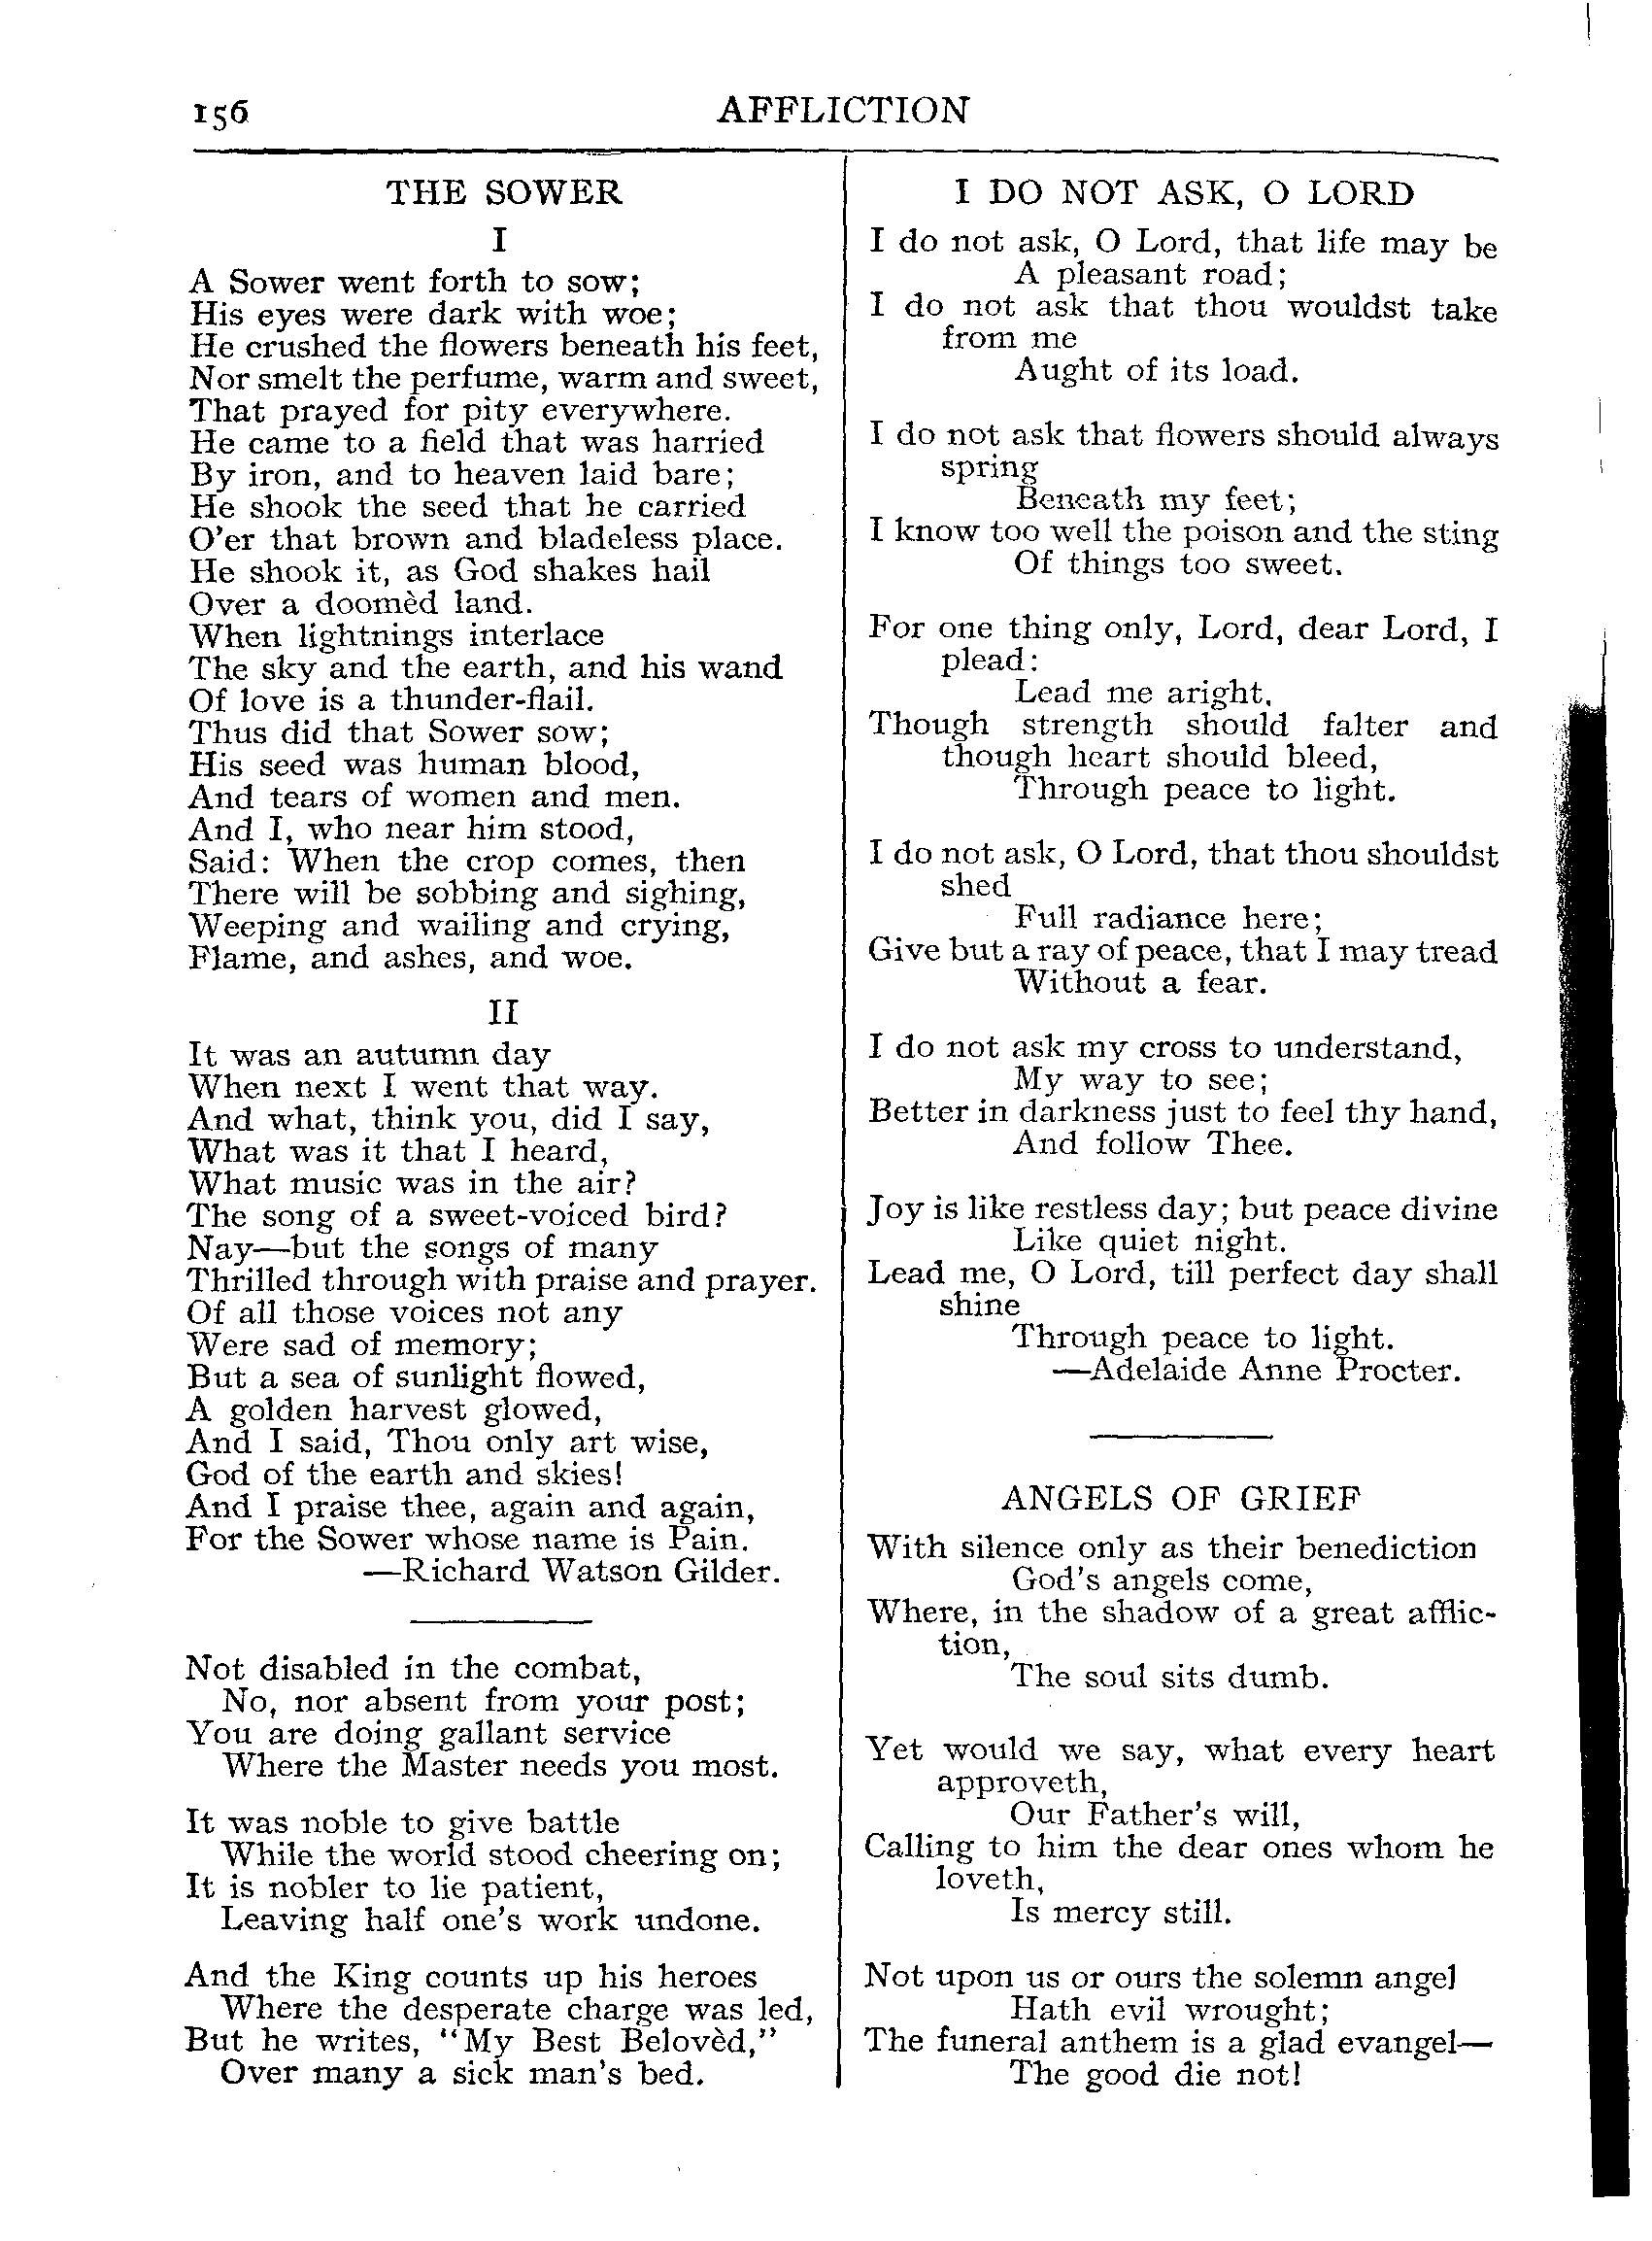 156
AFFLICTION
THE SOWER
I
A Sower went forth to sow;
His eyes were dark with woe;
He crushed the flowers beneath his feet,
Nor smelt the perfume, warm and sweet,
That prayed for pity everywhere.
He came to a field that was harried
By iron, and to heaven laid bare;
He shook the seed that he carried
O'er that brown and bladeless place.
He shook it, as God shakes hail
Over a doomèd land.
When lightnings interlace
The sky and the earth, and his wand
Of love is a thunder-flail.
Thus did that Sower sow;
His seed was human blood,
And tears of women and men.
And I, who near him stood,
Said: When the crop comes, then
There will be sobbing and sighing,
Weeping and wailing and crying,
Flame, and ashes, and woe.
II
It was an autumn day
When next I went that way.
And what, think you, did I say,
What was it that I heard,
What music was in the air?
The song of a sweet-voiced bird?
Nay—but the songs of many
Thrilled through with praise and prayer.
Of all those voices not any
Were sad of memory;
But a sea of sunlight flowed,
A golden harvest glowed,
And I said, Thou only art wise,
God of the earth and skies!
And I praise thee, again and again,
For the Sower whose name is Pain.
—Richard Watson Gilder.
Not disabled in the combat,
No, nor absent from your post;
You are doing gallant service
Where the Master needs you most.
It was noble to give battle
While the world stood cheering on;
It is nobler to lie patient,
Leaving half one's work undone.
And the King counts up his heroes
Where the desperate charge was led,
But he writes, "My Best Belovèd,"
Over many a sick man's bed.
I DO NOT ASK, O LORD
I do not ask, O Lord, that life may be
A pleasant road;
I do not ask that thou wouldst take
from me
Aught of its load.
I do not ask that flowers should always
spring
Beneath my feet;
I know too well the poison and the sting
Of things too sweet.
For one thing only, Lord, dear Lord, I
plead:
Lead me aright,
Though strength should falter and
though heart should bleed,
Through peace to light.
I do not ask, O Lord, that thou shouldst
shed
Full radiance here;
Give but a ray of peace, that I may tread
Without a fear.
I do not ask my cross to understand,
My way to see;
Better in darkness just to feel thy hand,
And follow Thee.
Joy is like restless day; but peace divine
Like quiet night.
Lead me, O Lord, till perfect day shall
shine
Through peace to light.
—Adelaide Anne Procter.
ANGELS OF GRIEF
With silence only as their benediction
God's angels come,
Where, in the shadow of a great afflic-
tion,
The soul sits dumb.
Yet would we say, what every heart
approveth,
Our Father's will,
Calling to him the dear ones whom he
loveth,
Is mercy still.
Not upon us or ours the solemn angel
Hath evil wrought;
The funeral anthem is a glad evangel—
The good die not!